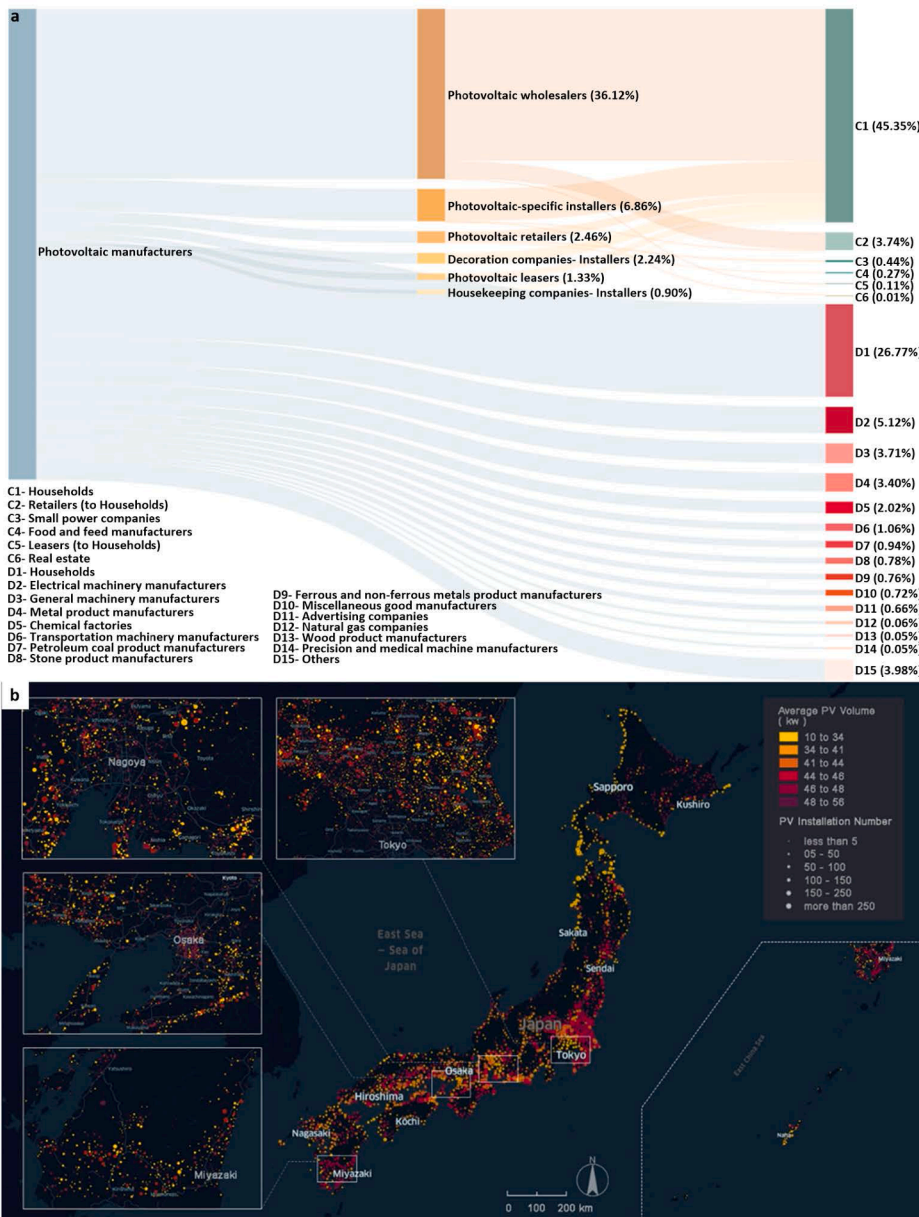 a
Photovoltaic wholesalers (36.12%)
C1 (45.35%)
Photovoltaic-specific installers (6.86%)
Photovoltaic retailers (2.46%)
C2 (3.74%)
Photovoltaic manufacturers
Decoration companies- Installers (2.24%)
C3 (0.44%)
Photovoltaic leasers (1.33%)
C4 (0.27%)
C5 (0.11%)
Housekeeping companies- Installers (0.90%)
C6 (0.01%)
D1 (26.77%)
D2 (5.12%)
D3 (3.71%)
D4 (3.40%)
D5 (2.02%)
D6 (1.06%)
D7 (0.94%)
D8 (0.78%)
D9 (0.76%)
D10 (0.72%)
D11 (0.66%)
D12 (0.06%)
D13 (0.05%)
D14 (0.05%)
D15 (3.98%)
C1- Households
C2- Retailers (to Households)
C3- Small power companies
C4- Food and feed manufacturers
C5- Leasers (to Households)
C6- Real estate
D1- Households
D2- Electrical machinery manufacturers
D3- General machinery manufacturers
D4- Metal product manufacturers
D5- Chemical factories
D6- Transportation machinery manufacturers
D7- Petroleum coal product manufacturers
D8- Stone product manufacturers
D9- Ferrous and non-ferrous metals product manufacturers
D10- Miscellaneous good manufacturers
D11- Advertising companies
D12- Natural gas companies
D13- Wood product manufacturers
D14- Precision and medical machine manufacturers
D15- Others
b
Nagoya
Tokyo
Kyoto
Osaka
Miyazaki
Average PV Volume
( kw )
10 to 34
34 to 41
41 to 44
44 to 46
46 to 48
48 to 56
PV Installation Number
less than 5
05 - 50
50 - 100
100 - 150
150 - 250
more than 250
Sapporo
Kushiro
East Sea
– Sea of
Japan
Sakata
Sendai
Japan
Tokyo
Osaka
Hiroshima
Kochi
Nagasaki
Miyazaki
N
0 100 200 km
Miyazaki
East China Sea
Naha